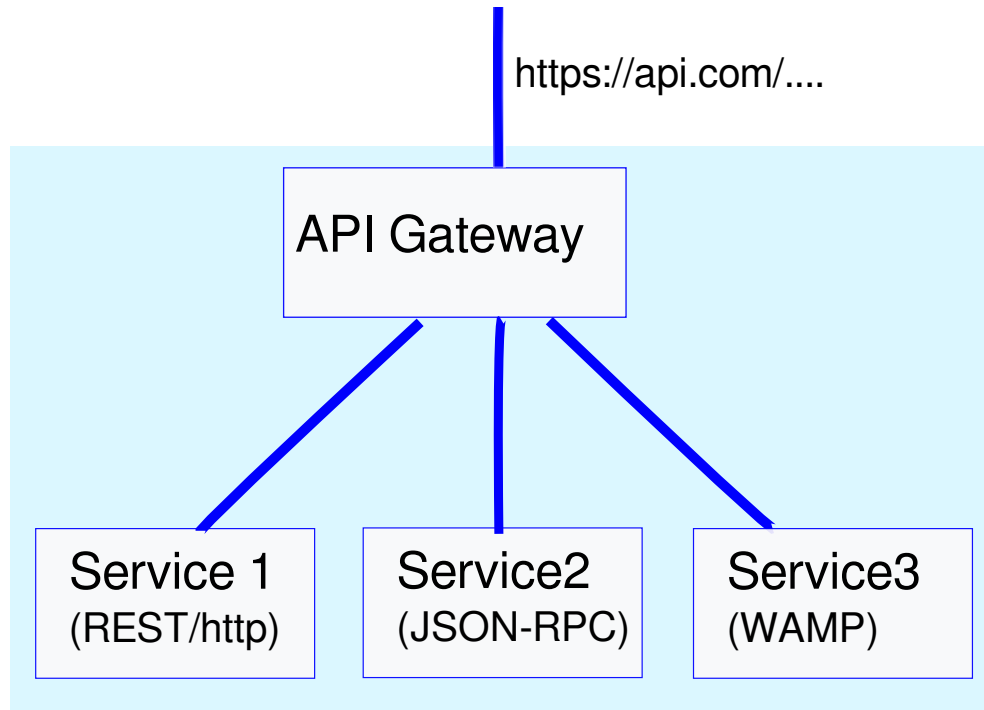 https://api.com/....
API Gateway
Service 1
(REST/http)
Service2
(JSON-RPC)
Service3
(WAMP)